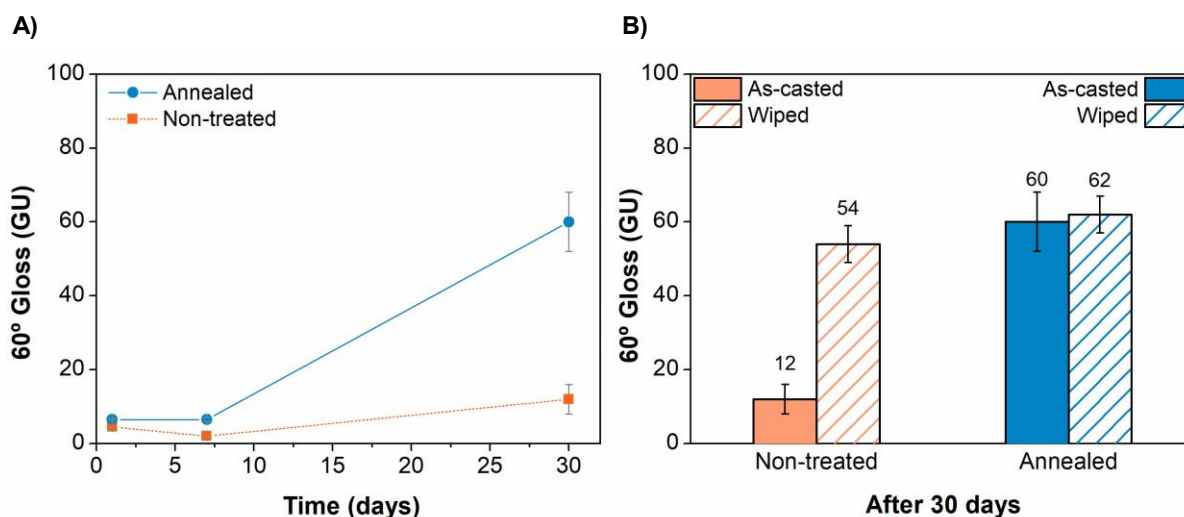 A)
100
80
60
40
20
0
60º Gloss (GU)
Annealed
Non-treated
0 5 10 15 20 25 30
Time (days)
B)
100
80
60
40
20
0
60º Gloss (GU)
As-casted
Wiped
As-casted
Wiped
12
54
60
62
Non-treated Annealed
After 30 days